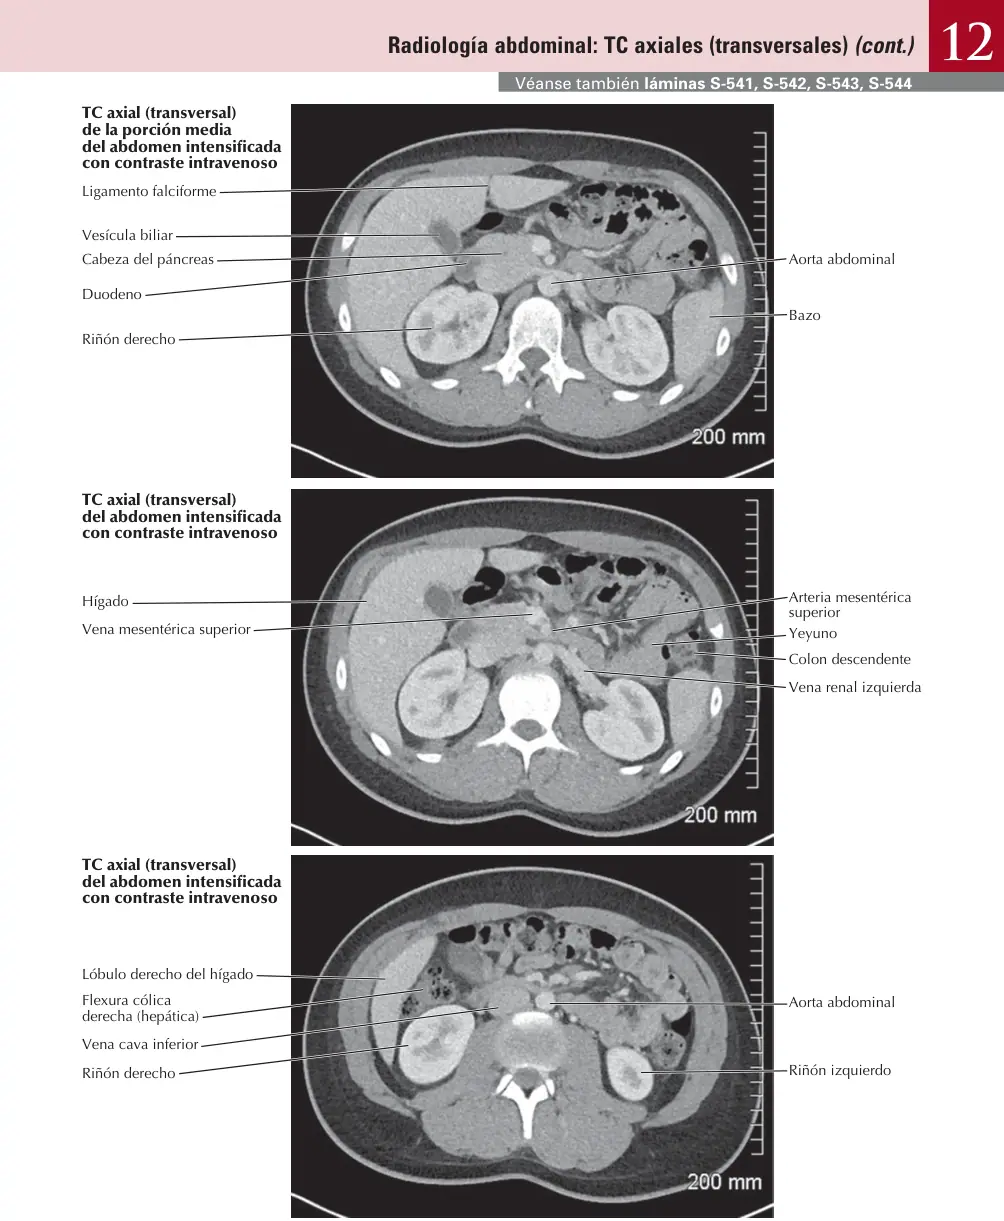 Radiología abdominal: TC axiales (transversales) (cont.)
12
Véanse también láminas S-541, S-542, S-543, S-544
TC axial (transversal)
de la porción media
del abdomen intensificada
con contraste intravenoso
Ligamento falciforme
Vesícula biliar
Cabeza del páncreas
Duodeno
Riñón derecho
Aorta abdominal
Bazo
200 mm
TC axial (transversal)
del abdomen intensificada
con contraste intravenoso
Hígado
Vena mesentérica superior
Arteria mesentérica
superior
Yeyuno
Colon descendente
Vena renal izquierda
200 mm
TC axial (transversal)
del abdomen intensificada
con contraste intravenoso
Lóbulo derecho del hígado
Flexura cólica
derecha (hepática)
Vena cava inferior
Riñón derecho
Aorta abdominal
Riñón izquierdo
200 mm